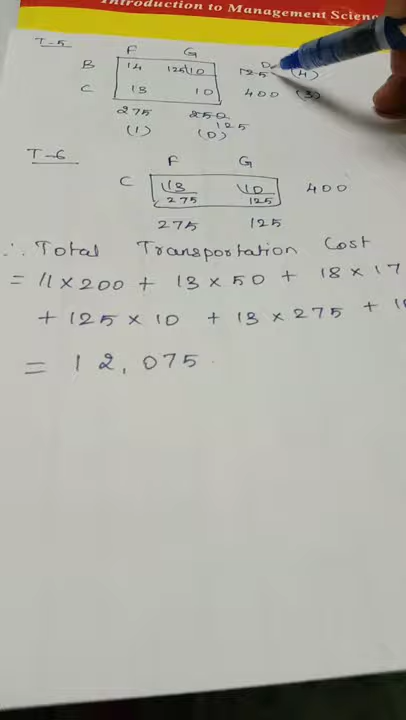 Introduction to Management Scienc
T-5
F G
B 14 125 10 125 0 (4)
C 13 10 400 (3)
275 250
125
(1) (0)
T-6
F G
C 13 10 400
275 125
275 125
∴ Total Transportation Cost
= 11 × 200 + 13 × 50 + 18 × 17
+ 125 × 10 + 13 × 275 + 1
= 12,075